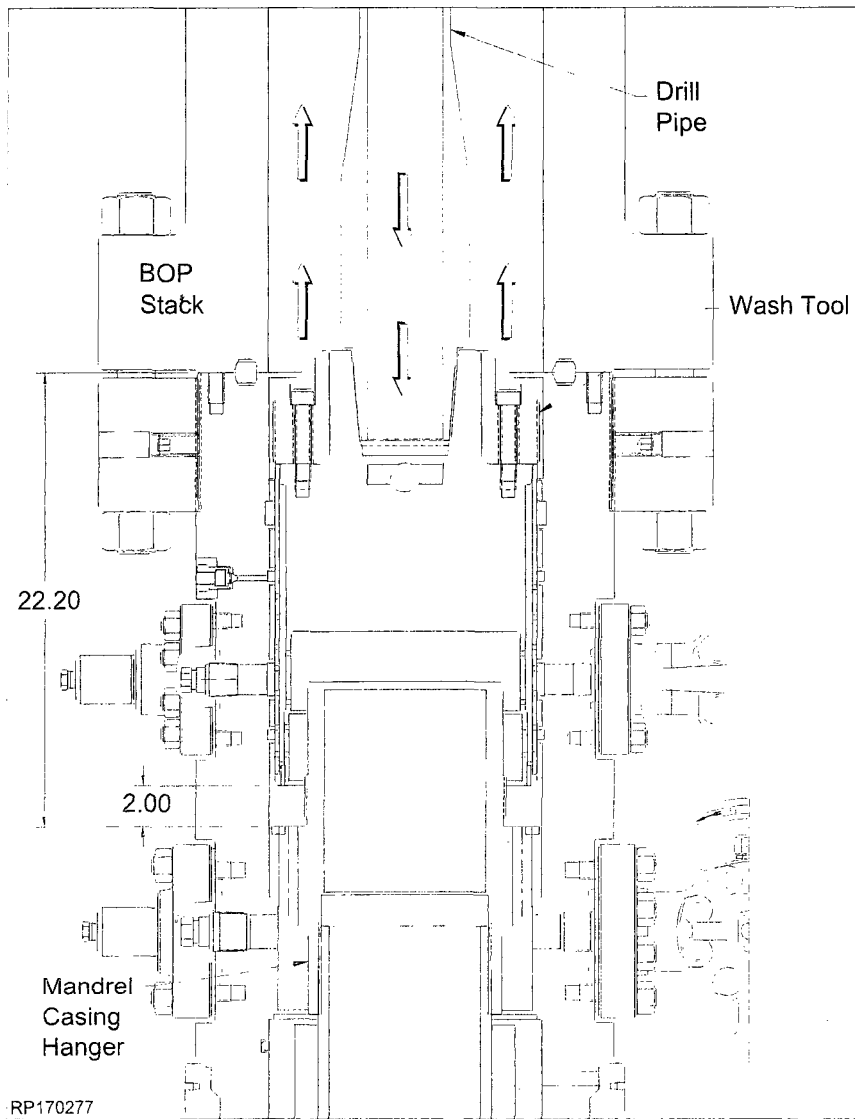 Drill
Pipe
BOP
Stack
Wash Tool
22.20
2.00
Mandrel
Casing
Hanger
RP170277